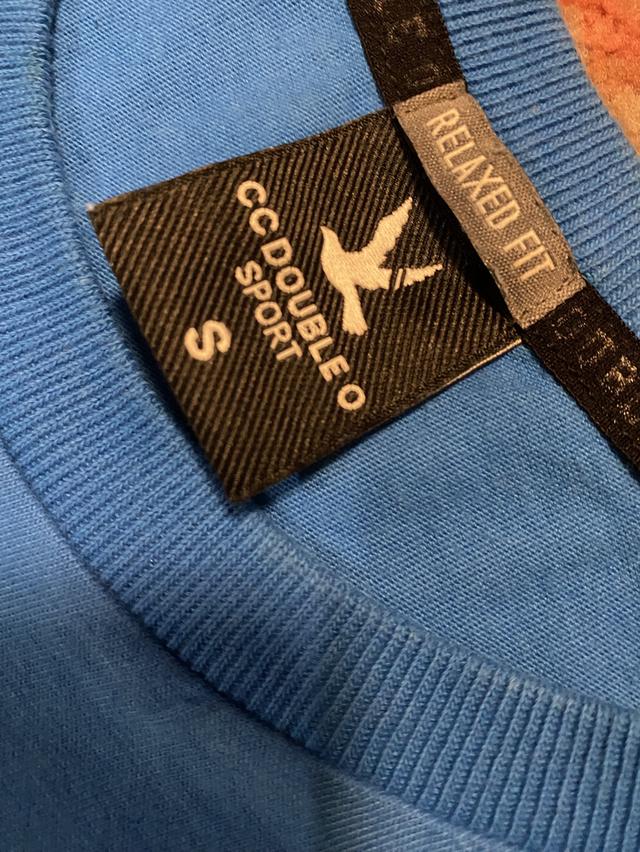 RELAXED FIT
CC DOUBLE O
SPORT
S